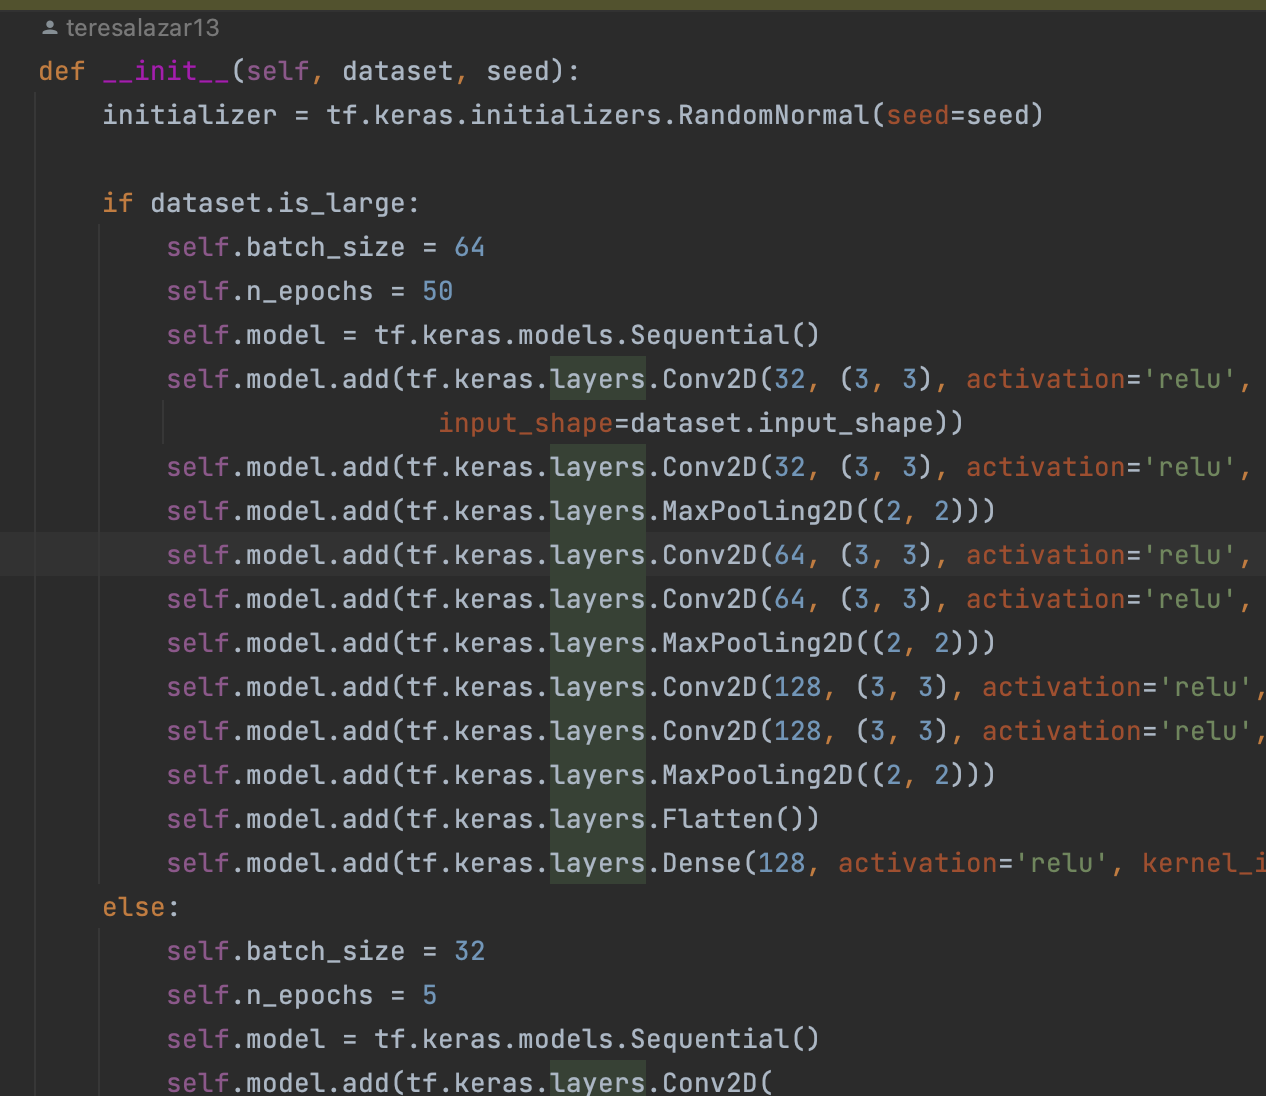 teresalazar13
def __init__(self, dataset, seed):
initializer = tf.keras.initializers.RandomNormal(seed=seed)
if dataset.is_large:
self.batch_size = 64
self.n_epochs = 50
self.model = tf.keras.models.Sequential()
self.model.add(tf.keras.layers.Conv2D(32, (3, 3), activation='relu',
input_shape=dataset.input_shape))
self.model.add(tf.keras.layers.Conv2D(32, (3, 3), activation='relu',
self.model.add(tf.keras.layers.MaxPooling2D((2, 2)))
self.model.add(tf.keras.layers.Conv2D(64, (3, 3), activation='relu',
self.model.add(tf.keras.layers.Conv2D(64, (3, 3), activation='relu',
self.model.add(tf.keras.layers.MaxPooling2D((2, 2)))
self.model.add(tf.keras.layers.Conv2D(128, (3, 3), activation='relu',
self.model.add(tf.keras.layers.Conv2D(128, (3, 3), activation='relu',
self.model.add(tf.keras.layers.MaxPooling2D((2, 2)))
self.model.add(tf.keras.layers.Flatten())
self.model.add(tf.keras.layers.Dense(128, activation='relu', kernel_i
else:
self.batch_size = 32
self.n_epochs = 5
self.model = tf.keras.models.Sequential()
self.model.add(tf.keras.layers.Conv2D(